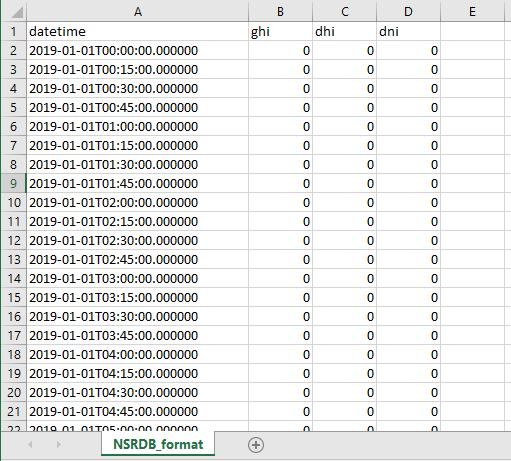 A B C D E
1 datetime ghi dhi dni
2 2019-01-01T00:00:00.000000 0 0 0
3 2019-01-01T00:15:00.000000 0 0 0
4 2019-01-01T00:30:00.000000 0 0 0
5 2019-01-01T00:45:00.000000 0 0 0
6 2019-01-01T01:00:00.000000 0 0 0
7 2019-01-01T01:15:00.000000 0 0 0
8 2019-01-01T01:30:00.000000 0 0 0
9 2019-01-01T01:45:00.000000 0 0 0
10 2019-01-01T02:00:00.000000 0 0 0
11 2019-01-01T02:15:00.000000 0 0 0
12 2019-01-01T02:30:00.000000 0 0 0
13 2019-01-01T02:45:00.000000 0 0 0
14 2019-01-01T03:00:00.000000 0 0 0
15 2019-01-01T03:15:00.000000 0 0 0
16 2019-01-01T03:30:00.000000 0 0 0
17 2019-01-01T03:45:00.000000 0 0 0
18 2019-01-01T04:00:00.000000 0 0 0
19 2019-01-01T04:15:00.000000 0 0 0
20 2019-01-01T04:30:00.000000 0 0 0
21 2019-01-01T04:45:00.000000 0 0 0
22 2019-01-01T05:00:00.000000 0 0 0
NSRDB_format